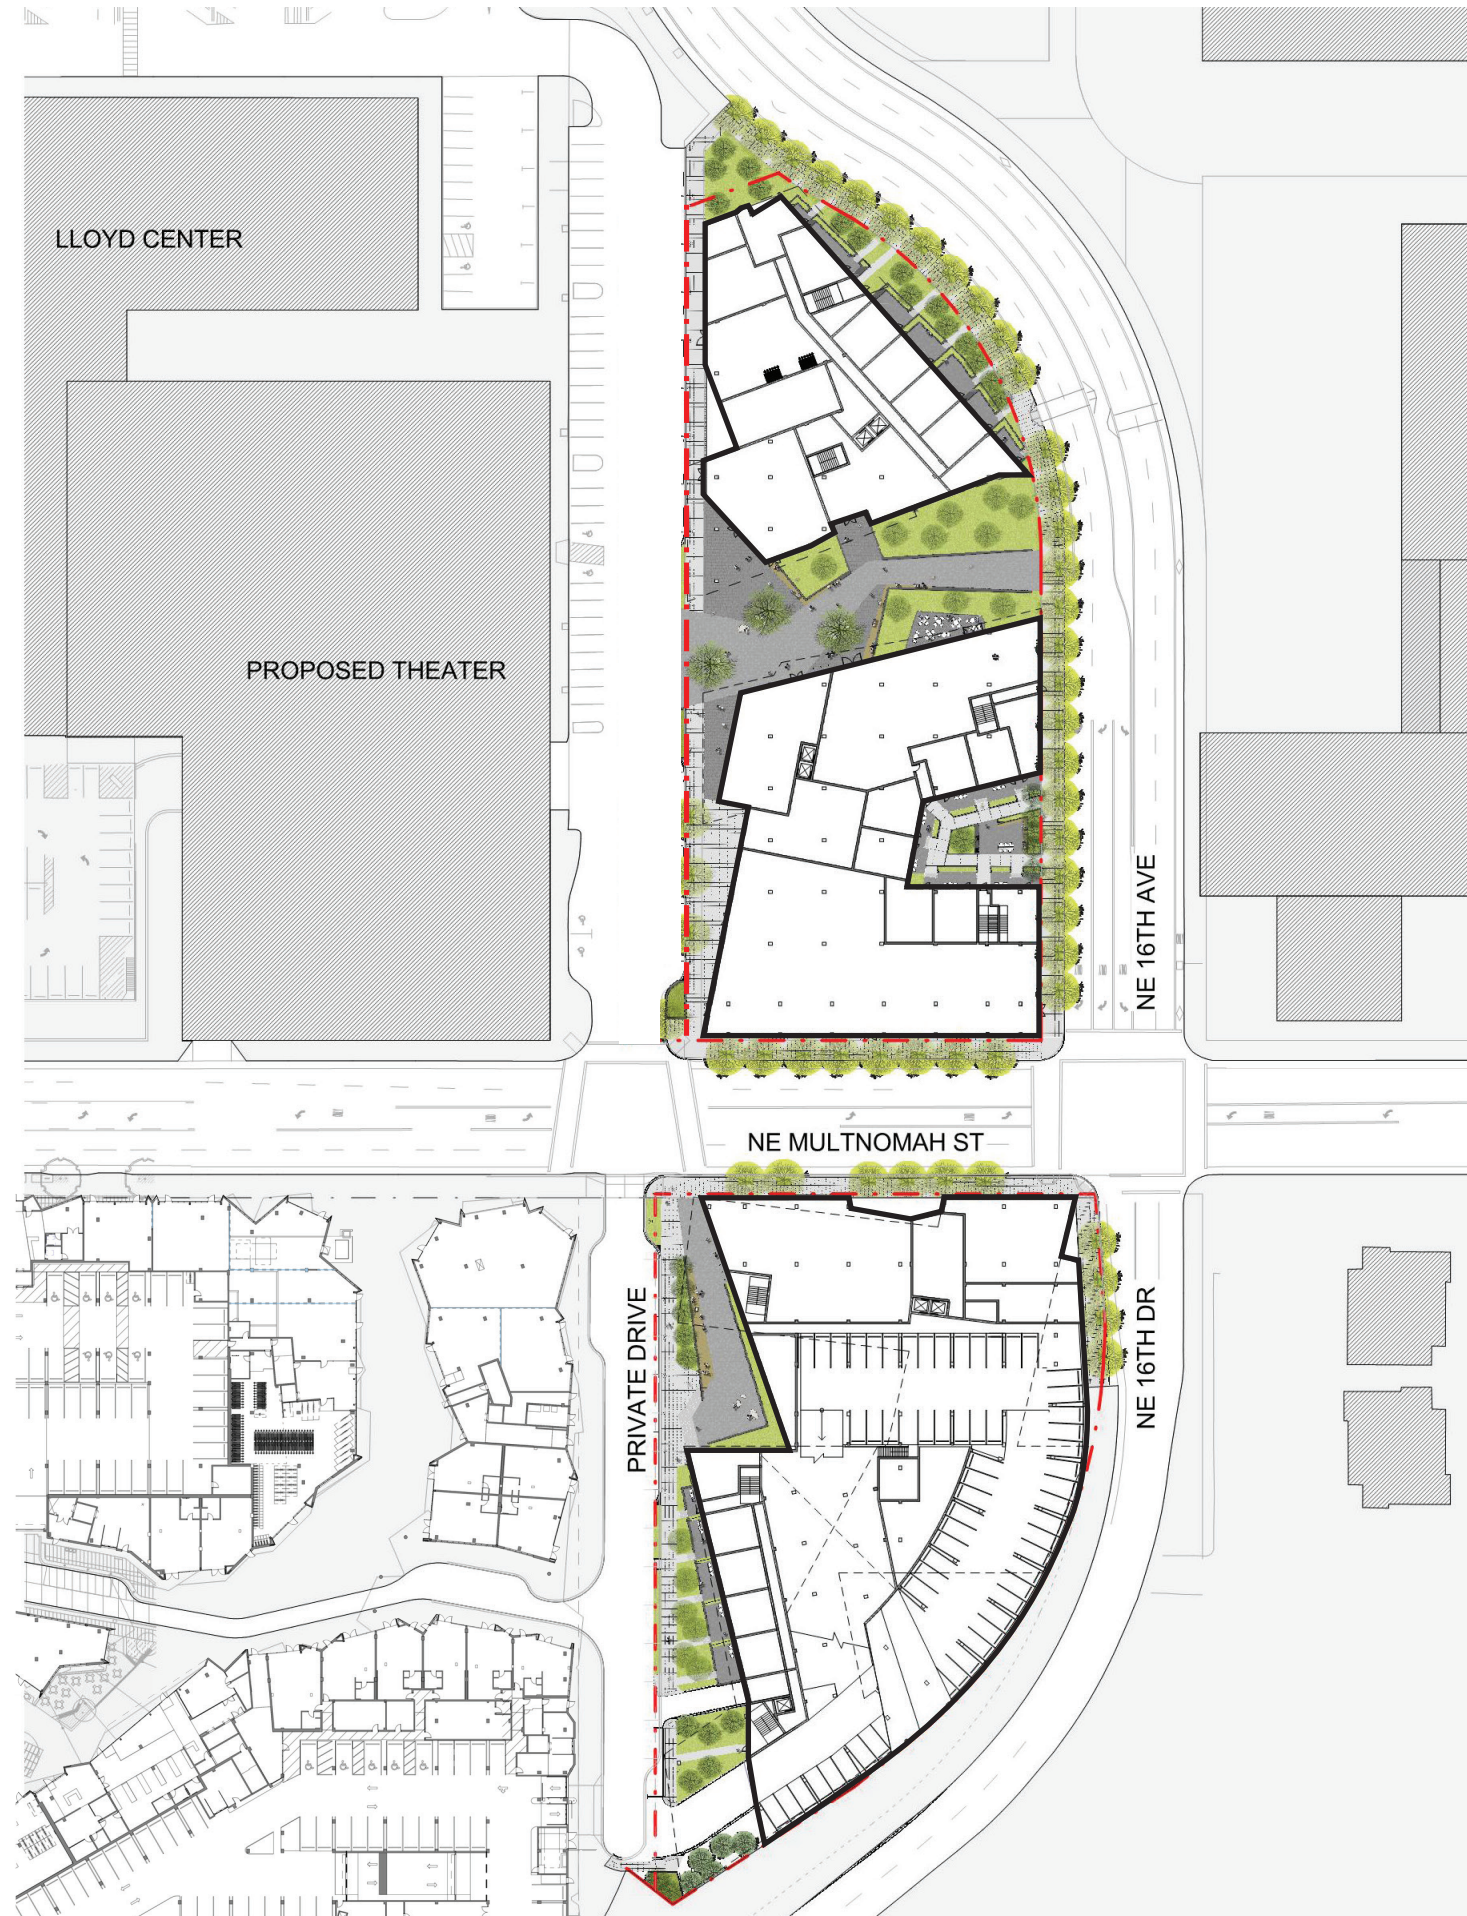 LLOYD CENTER
PROPOSED THEATER
NE 16TH AVE
NE MULTNOMAH ST
PRIVATE DRIVE
NE 16TH DR